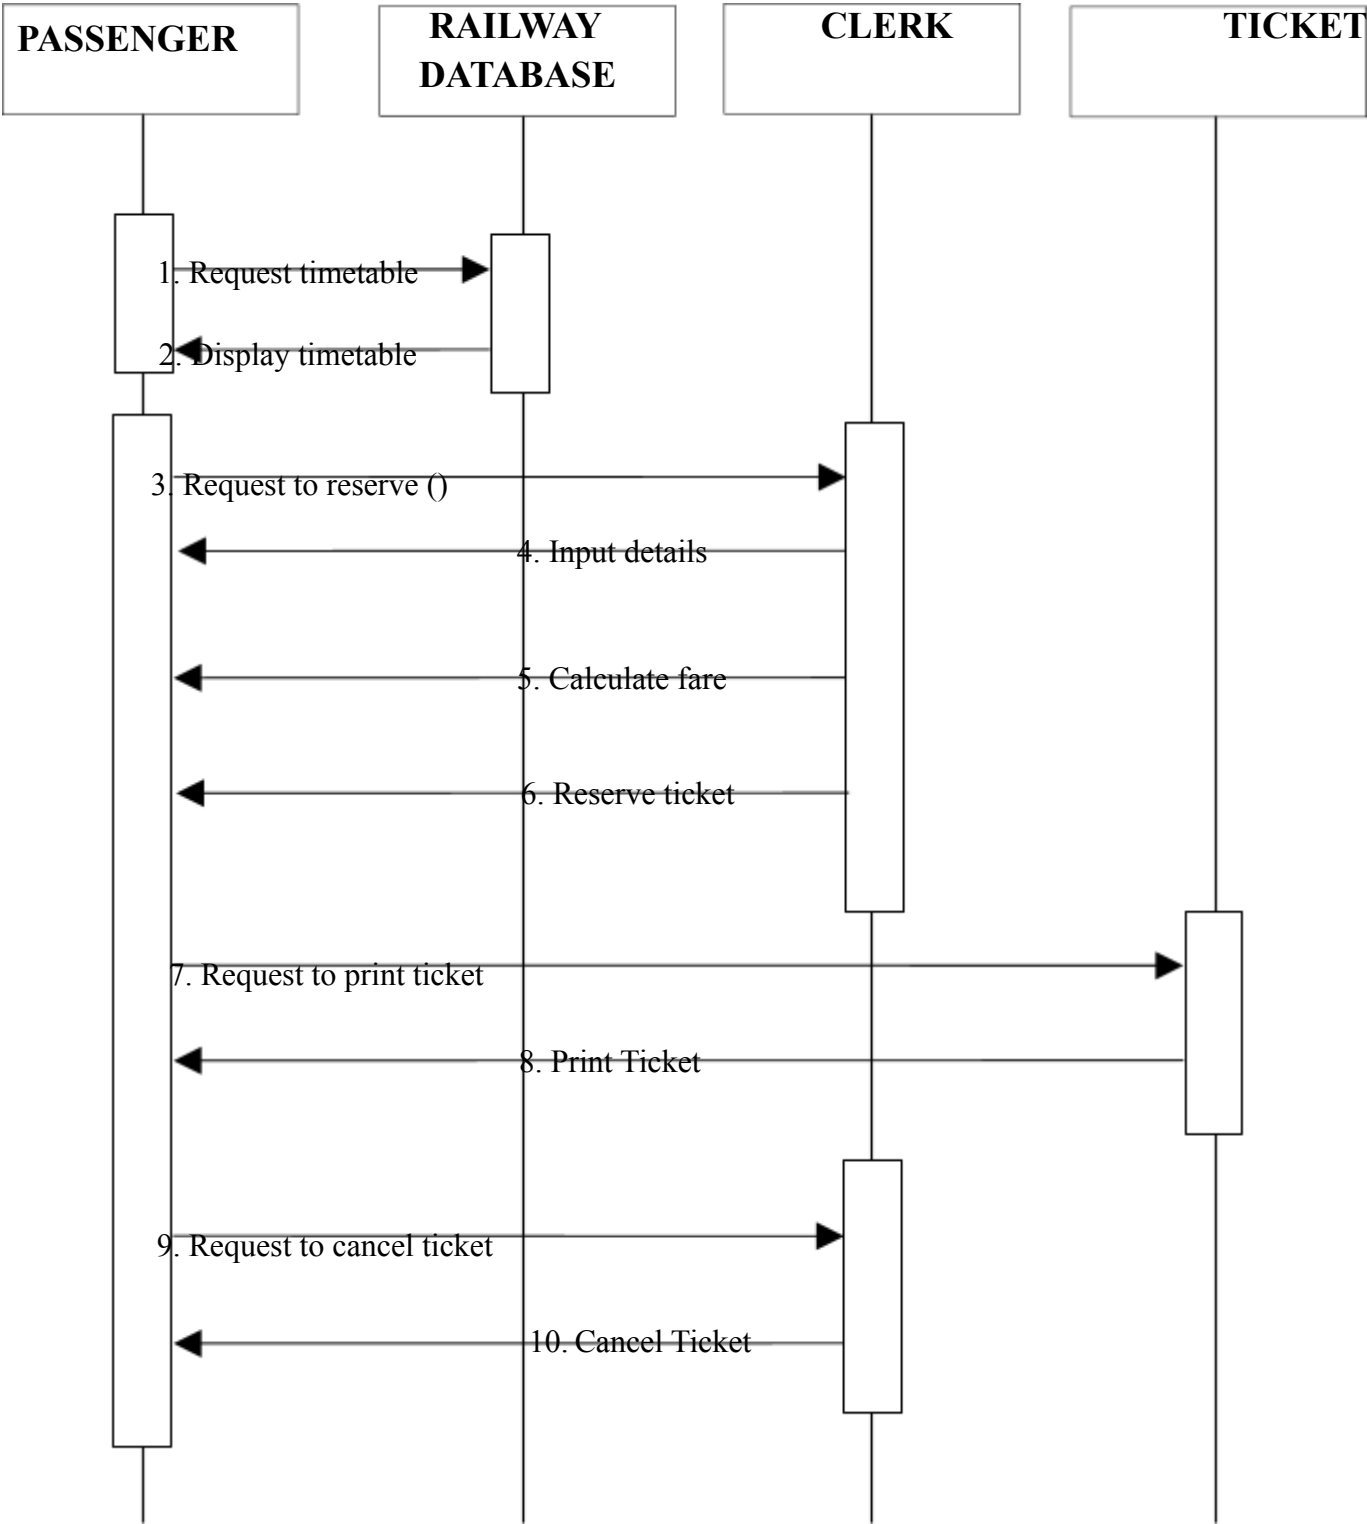 PASSENGER
RAILWAY
DATABASE
CLERK
TICKET
1. Request timetable
2. Display timetable
3. Request to reserve ()
4. Input details
5. Calculate fare
6. Reserve ticket
7. Request to print ticket
8. Print Ticket
9. Request to cancel ticket
10. Cancel Ticket